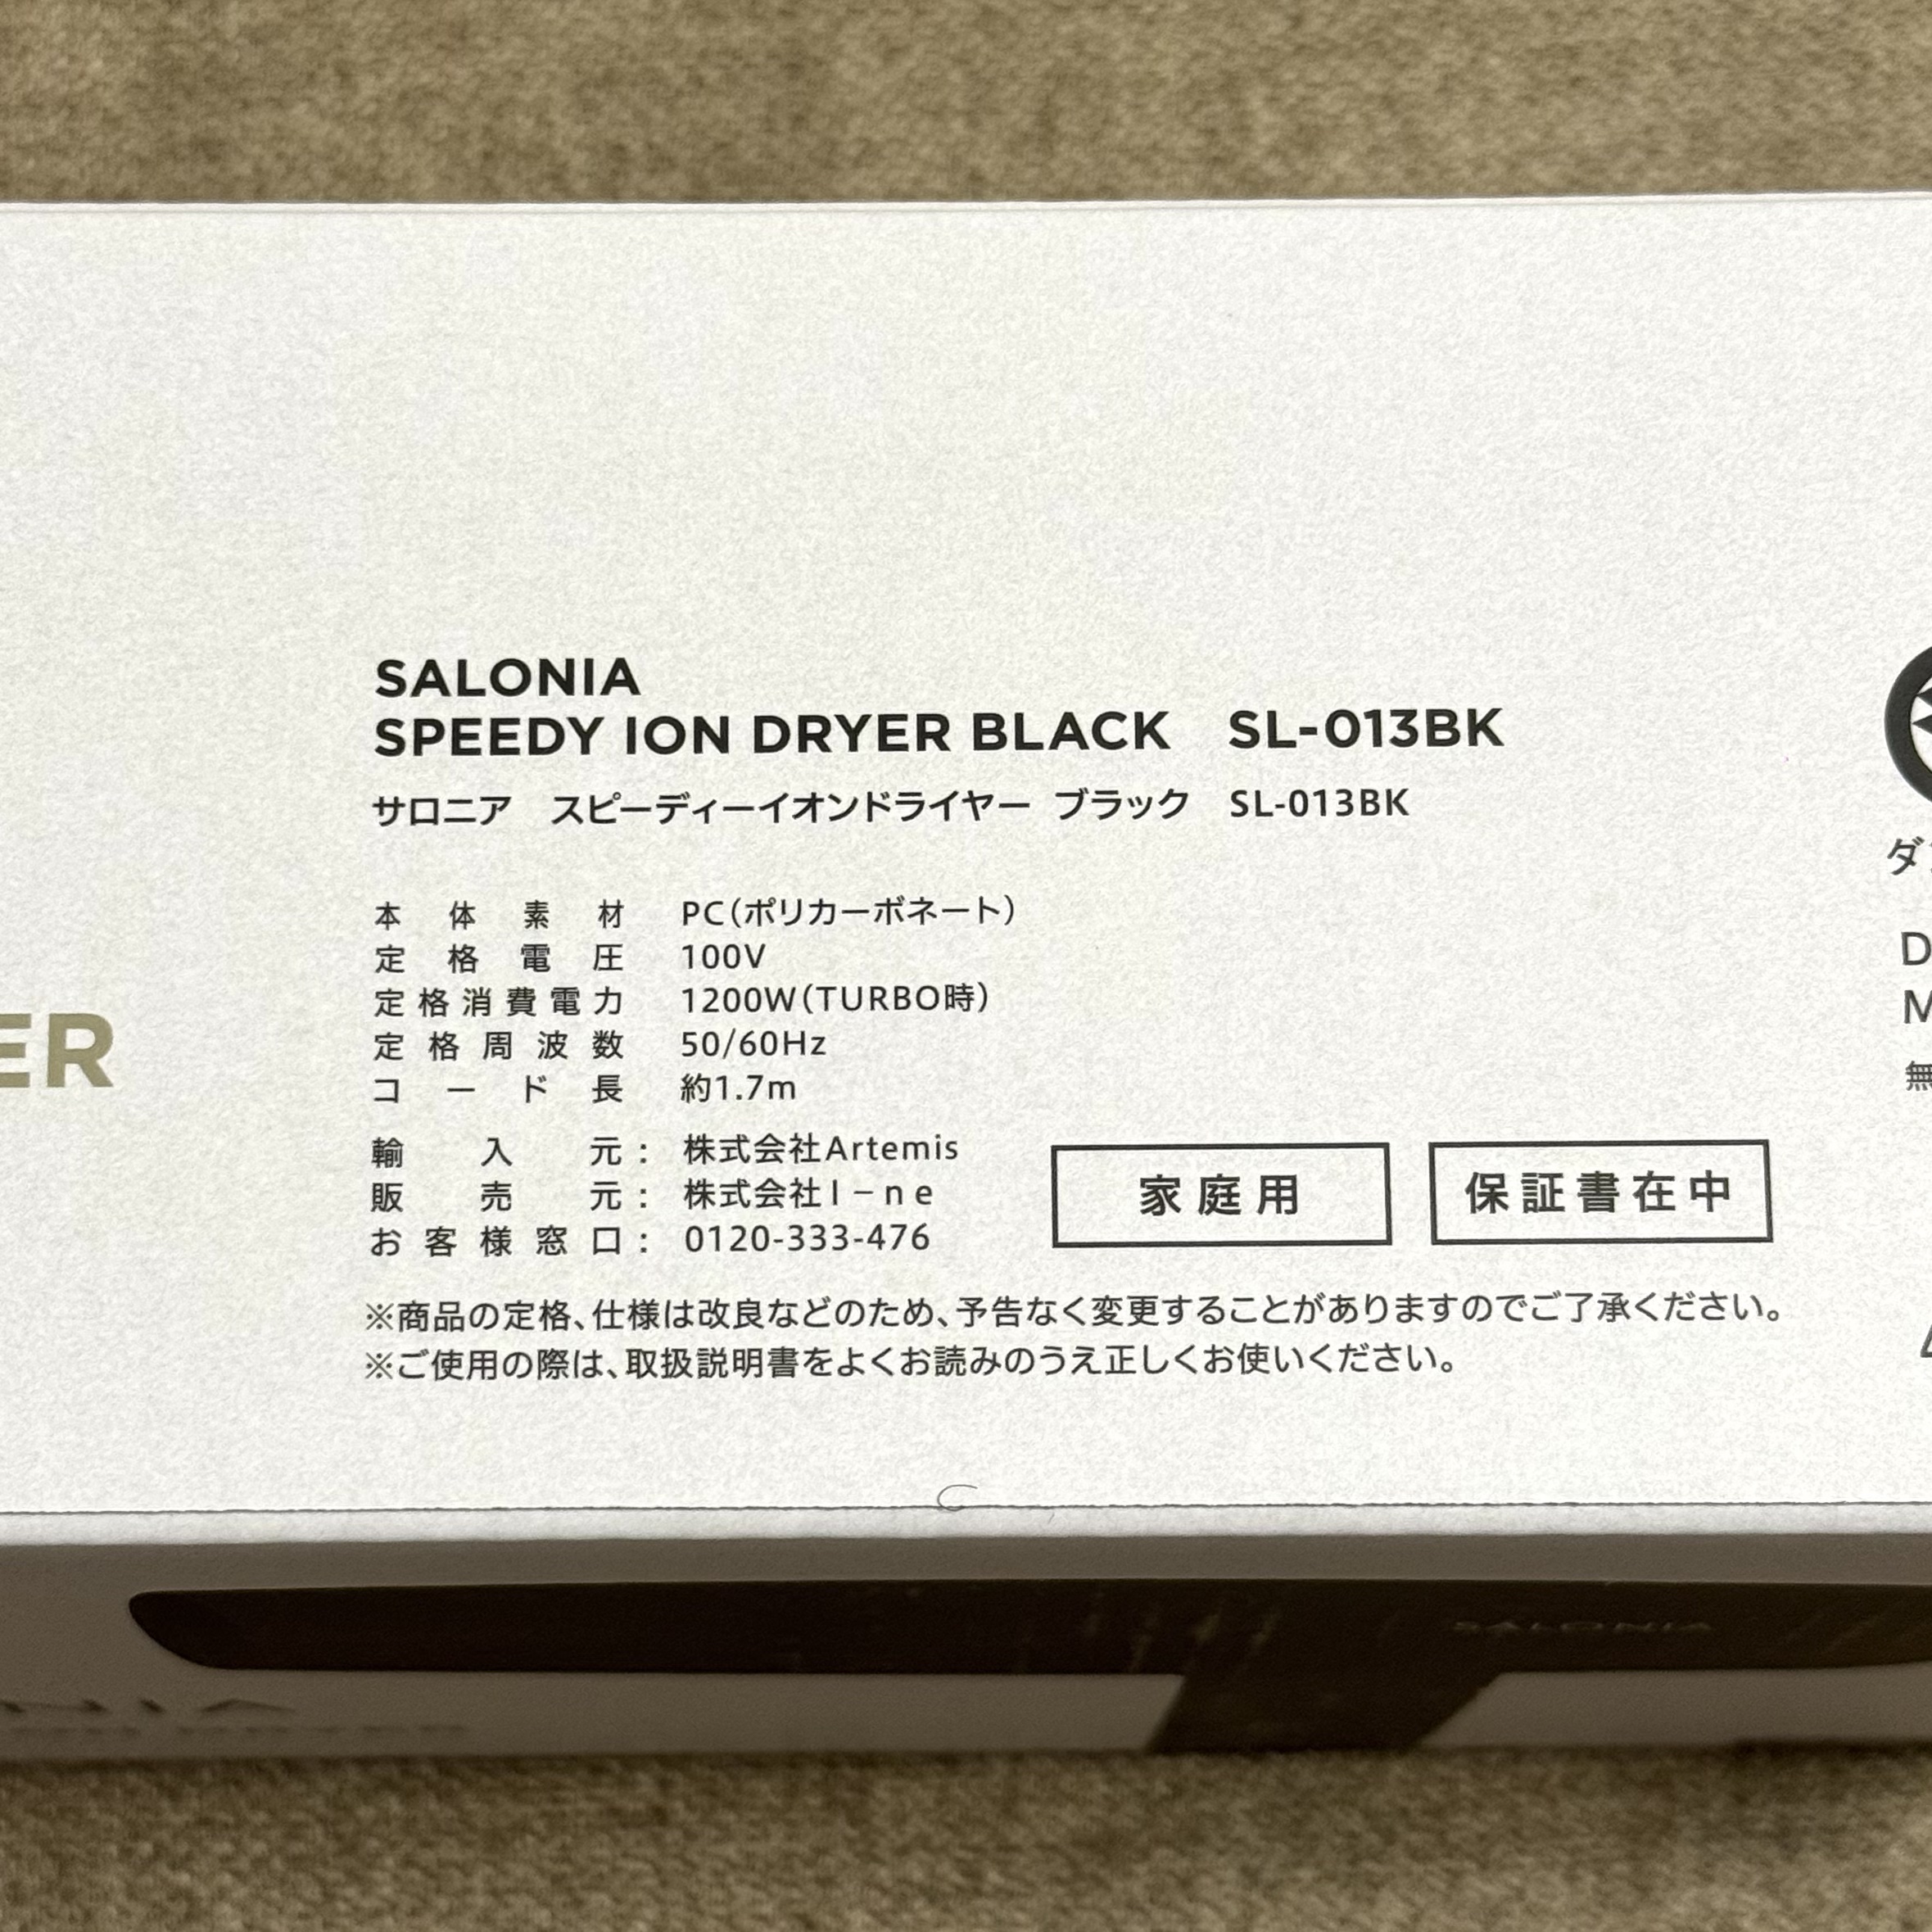 SALONIA
SPEEDY ION DRYER BLACK SL-013BK
サロニア スピーディーイオンドライヤー ブラック SL-013BK
本体素材 PC(ポリカーボネート)
定格電圧 100V
定格消費電力 1200W(TURBO時)
定格周波数 50/60Hz
コード長 約1.7m
輸入元: 株式会社Artemis
販売元: 株式会社I-ne
お客様窓口: 0120-333-476
家庭用
保証書在中
※商品の定格、仕様は改良などのため、予告なく変更することがありますのでご了承ください。
※ご使用の際は、取扱説明書をよくお読みのうえ正しくお使いください。
ER
SALONIA